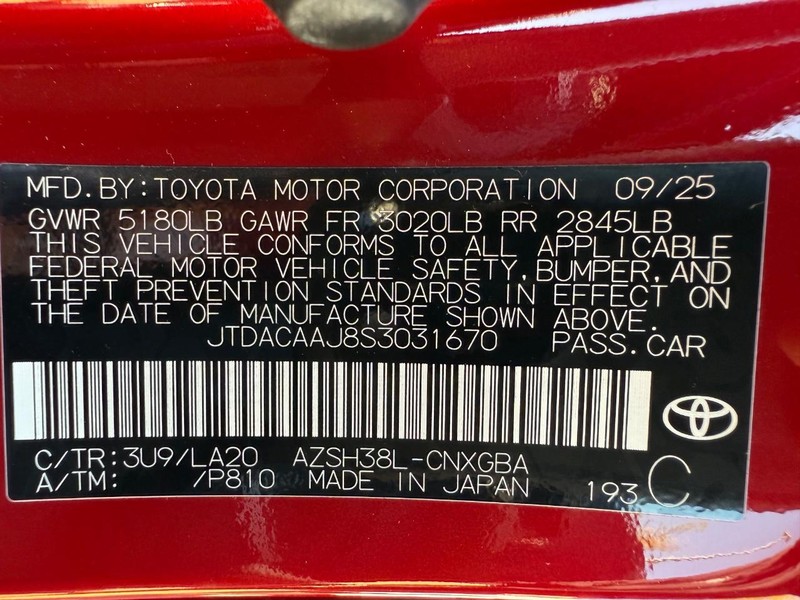 MFD. BY: TOYOTA MOTOR CORPORATION 09/25
GVWR 5180LB GAWR FR 3020LB RR 2845LB
THIS VEHICLE CONFORMS TO ALL APPLICABLE
FEDERAL MOTOR VEHICLE SAFETY, BUMPER, AND
THEFT PREVENTION STANDARDS IN EFFECT ON
THE DATE OF MANUFACTURE SHOWN ABOVE.
JTDACAAJ8S3031670 PASS. CAR
C/TR: 3U9/LA20 AZSH38L-CNXGBA
A/TM: /P810 MADE IN JAPAN 193 C